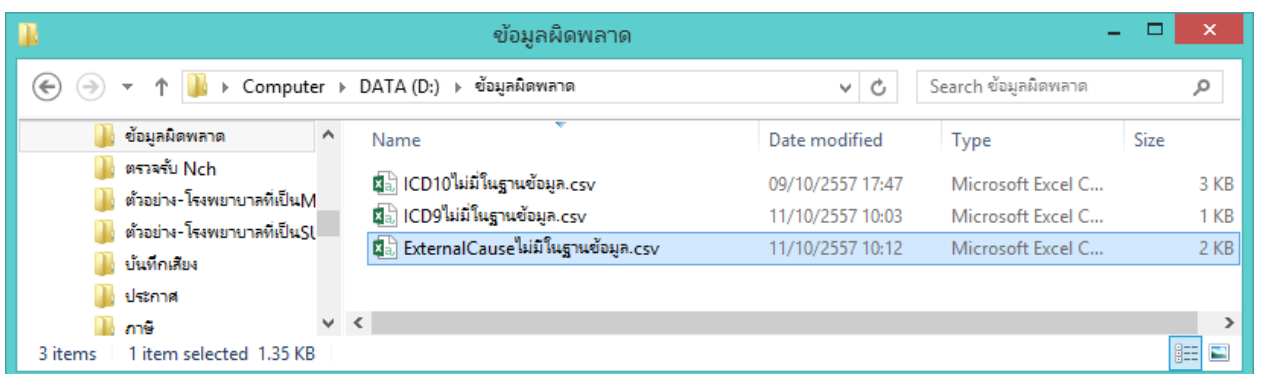 ข้อมูลผิดพลาด
Computer DATA (D:) ข้อมูลผิดพลาด Search ข้อมูลผิดพลาด
ข้อมูลผิดพลาด
ตรวจรับ Nch
ตัวอย่าง-โรงพยาบาลที่เป็นM
ตัวอย่าง-โรงพยาบาลที่เป็นSU
บันทึกเสียง
ประกาศ
ภาษี
Name Date modified Type Size
ICD10ไม่มีในฐานข้อมูล.csv 09/10/2557 17:47 Microsoft Excel C... 3 KB
ICD9ไม่มีในฐานข้อมูล.csv 11/10/2557 10:03 Microsoft Excel C... 1 KB
ExternalCauseไม่มีในฐานข้อมูล.csv 11/10/2557 10:12 Microsoft Excel C... 2 KB
3 items 1 item selected 1.35 KB